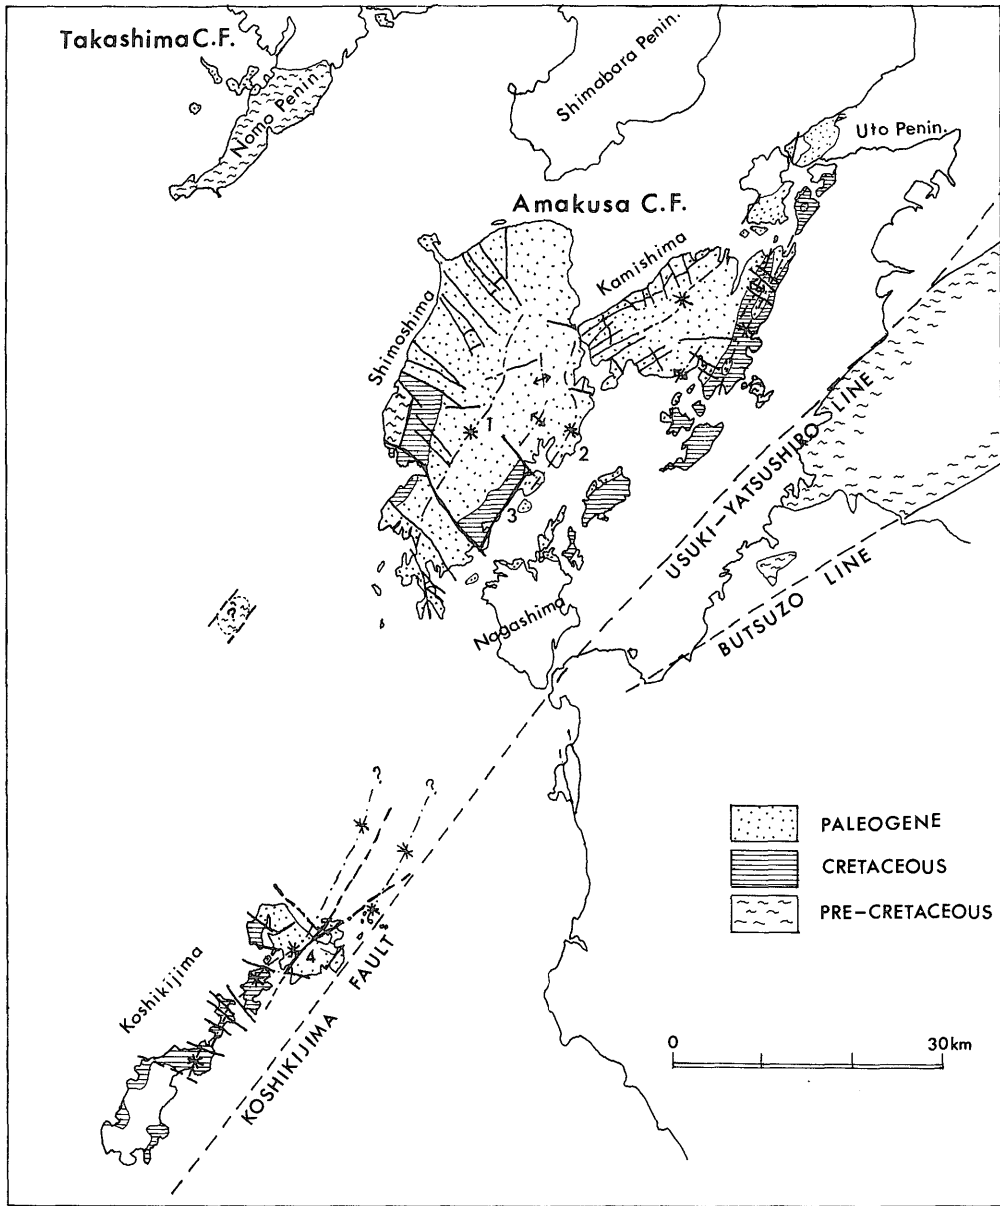 Takashima C.F.
Nomo Penin.
Shimabara Penin.
Uto Penin.
Amakusa C.F.
Kamishima
Shimoshima
1
2
3
USUKI-YATSUSHIRO LINE
BUTSUZO LINE
Nagashima
?
?
?
PALEOGENE
CRETACEOUS
PRE-CRETACEOUS
4
Koshikijima
KOSHIKIJIMA FAULT
0 30km